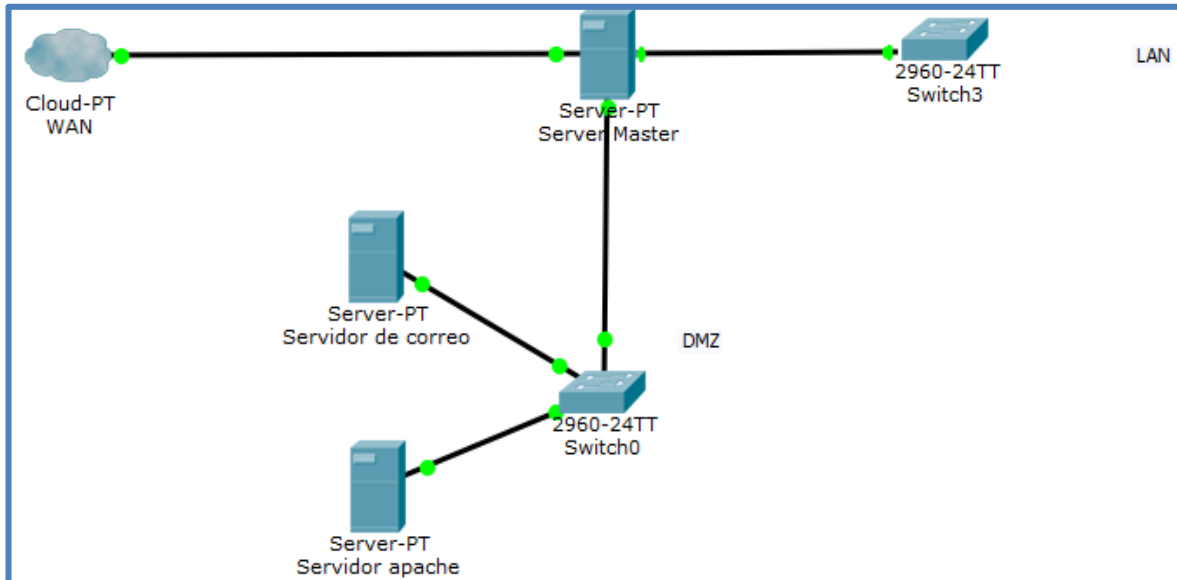 Cloud-PT
WAN
Server-PT
Server Master
2960-24TT
Switch3
LAN
Server-PT
Servidor de correo
DMZ
2960-24TT
Switch0
Server-PT
Servidor apache